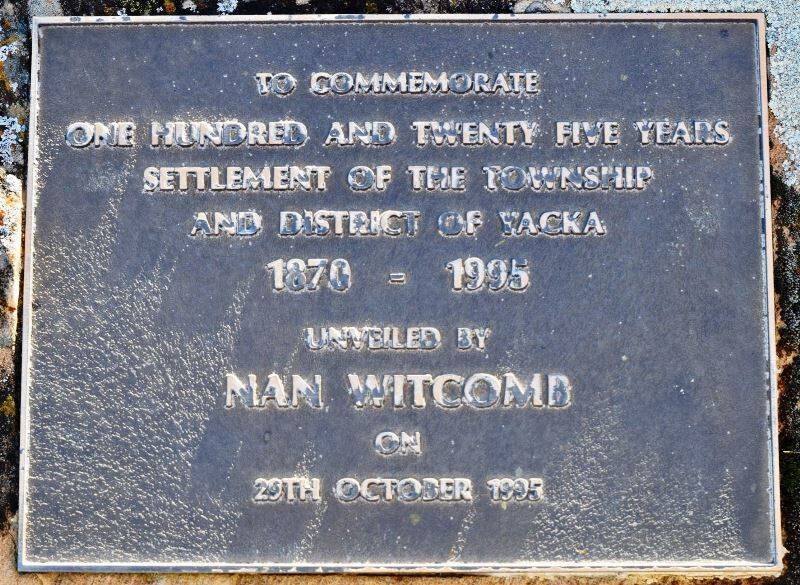 TO COMMEMORATE
ONE HUNDRED AND TWENTY FIVE YEARS
SETTLEMENT OF THE TOWNSHIP
AND DISTRICT OF YACKA
1870 - 1995
UNVEILED BY
NAN WITCOMB
ON
29TH OCTOBER 1995